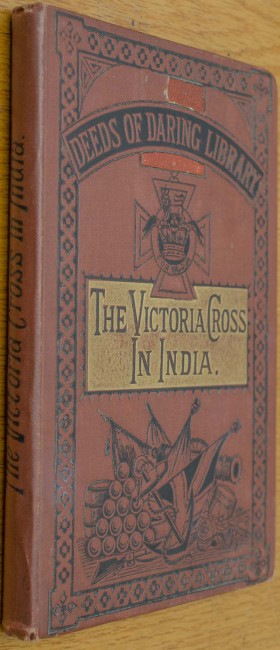 DEEDS OF DARING LIBRARY
THE VICTORIA CROSS
IN INDIA.
The Victoria Cross in India.